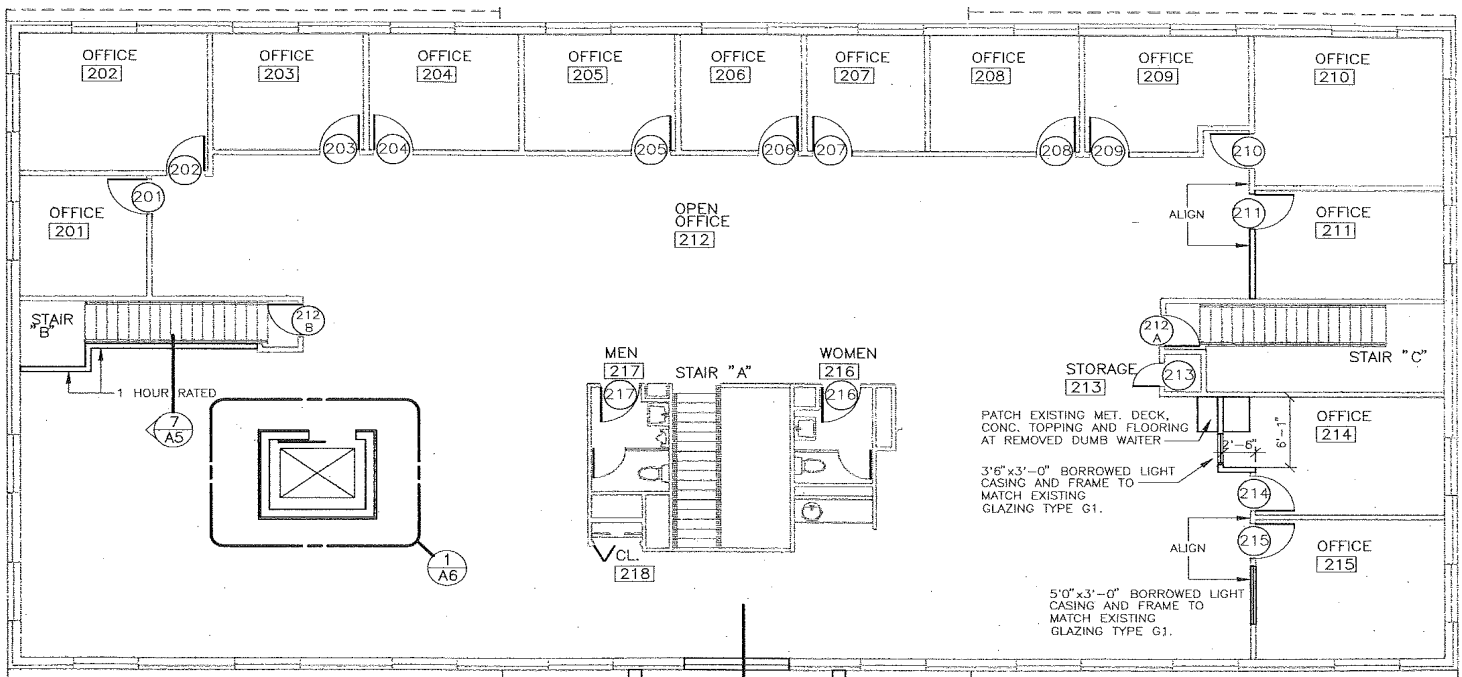 OFFICE
202
OFFICE
203
OFFICE
204
OFFICE
205
OFFICE
206
OFFICE
207
OFFICE
208
OFFICE
209
OFFICE
210
202
203
204
205
206
207
208
209
210
201
OFFICE
201
OPEN
OFFICE
212
ALIGN
211
OFFICE
211
STAIR
"B"
212
B
1 HOUR RATED
7
A5
1
A6
MEN
217
217
STAIR "A"
WOMEN
216
216
CL.
218
212
A
STAIR "C"
STORAGE
213
213
PATCH EXISTING MET. DECK,
CONC. TOPPING AND FLOORING
AT REMOVED DUMB WAITER
OFFICE
214
2'-6"
6'-1"
3'6"x3'-0" BORROWED LIGHT
CASING AND FRAME TO
MATCH EXISTING
GLAZING TYPE G1.
214
ALIGN
215
OFFICE
215
5'0"x3'-0" BORROWED LIGHT
CASING AND FRAME TO
MATCH EXISTING
GLAZING TYPE G1.